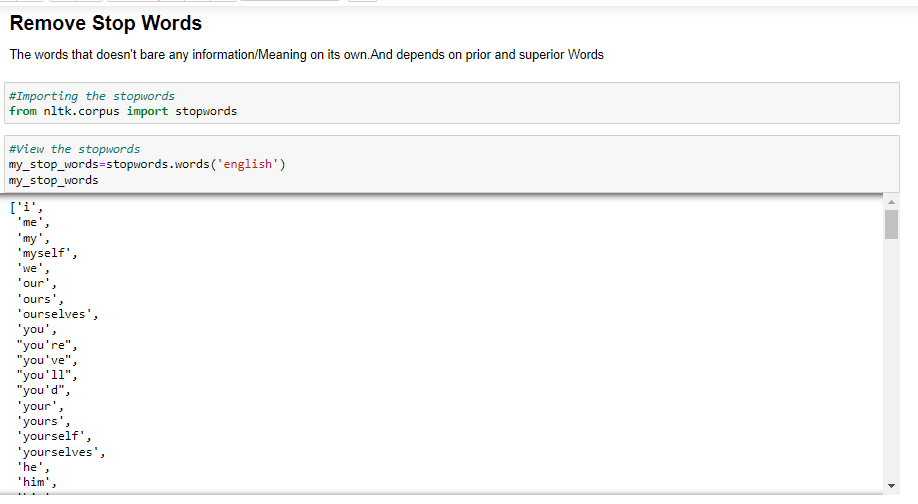 Remove Stop Words
The words that doesn't bare any information/Meaning on its own.And depends on prior and superior Words
#Importing the stopwords
from nltk.corpus import stopwords
#View the stopwords
my_stop_words=stopwords.words('english')
my_stop_words
['i',
'me',
'my',
'myself',
'we',
'our',
'ours',
'ourselves',
'you',
"you're",
"you've",
"you'll",
"you'd",
'your',
'yours',
'yourself',
'yourselves',
'he',
'him',